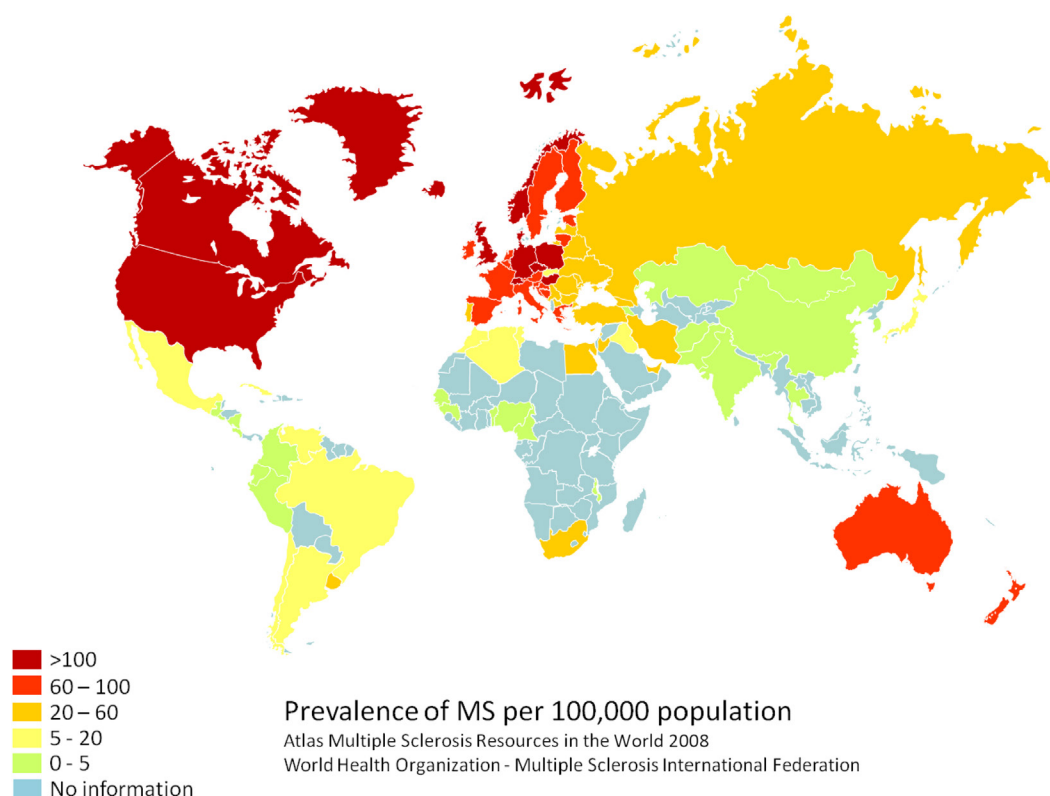 >100
60 – 100
20 – 60
5 - 20
0 - 5
No information
Prevalence of MS per 100,000 population
Atlas Multiple Sclerosis Resources in the World 2008
World Health Organization - Multiple Sclerosis International Federation